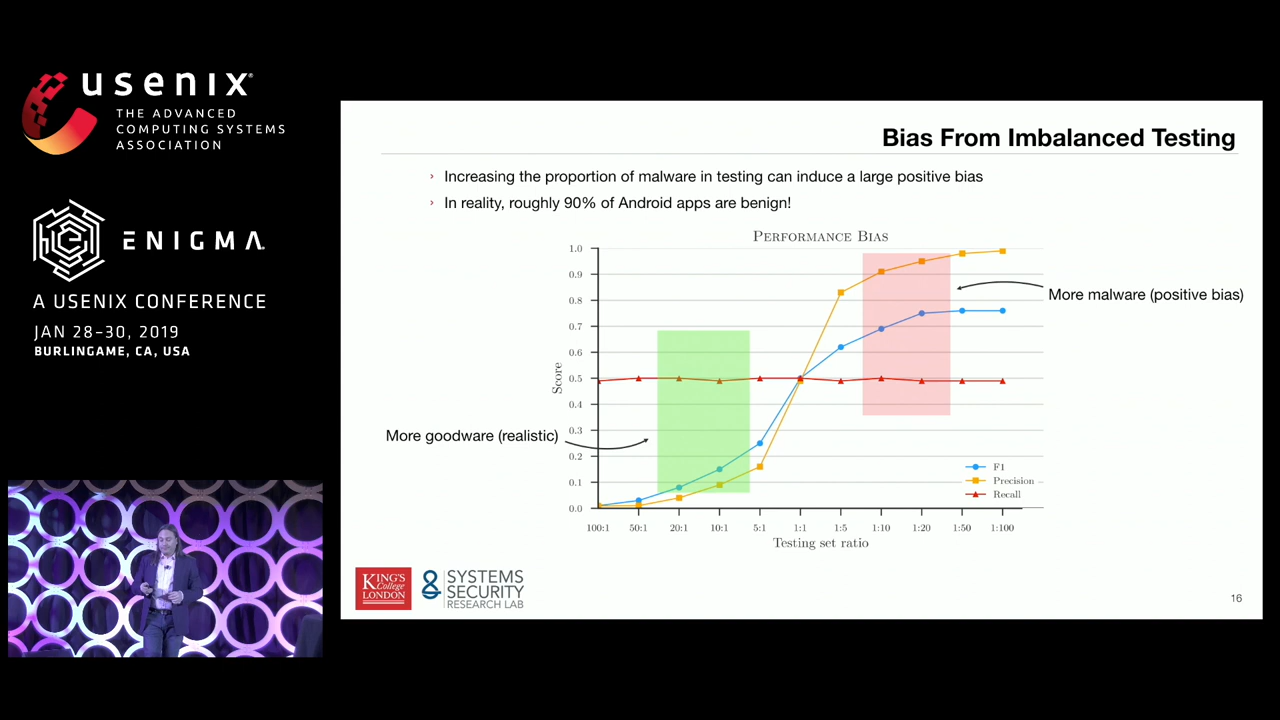 usenix
THE ADVANCED
COMPUTING SYSTEMS
ASSOCIATION
ENIGMA
A USENIX CONFERENCE
JAN 28–30, 2019
BURLINGAME, CA, USA
Bias From Imbalanced Testing
› Increasing the proportion of malware in testing can induce a large positive bias
› In reality, roughly 90% of Android apps are benign!
PERFORMANCE BIAS
1.0
0.9
0.8
0.7
0.6
0.5
0.4
0.3
0.2
0.1
0.0
Score
More malware (positive bias)
More goodware (realistic)
F1
Precision
Recall
100:1 50:1 20:1 10:1 5:1 1:1 1:5 1:10 1:20 1:50 1:100
Testing set ratio
KING'S
College
LONDON
SYSTEMS
SECURITY
RESEARCH LAB
16